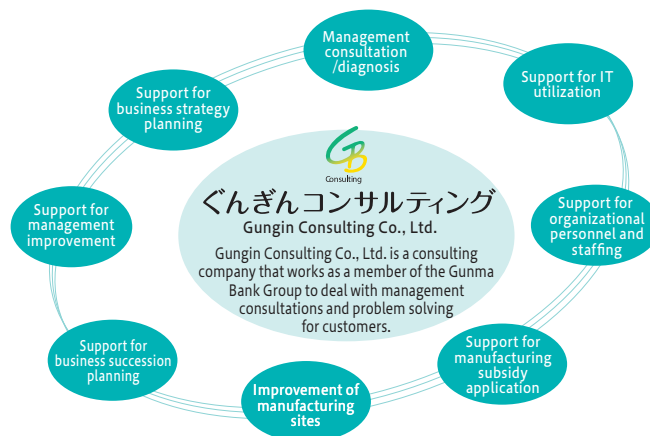 Management
consultation
/diagnosis
Support for IT
utilization
Support for
organizational
personnel and
staffing
Support for
manufacturing
subsidy
application
Improvement of
manufacturing
sites
Support for
business succession
planning
Support for
management
improvement
Support for
business strategy
planning
GB
Consulting
ぐんぎんコンサルティング
Gungin Consulting Co., Ltd.
Gungin Consulting Co., Ltd. is a consulting
company that works as a member of the Gunma
Bank Group to deal with management
consultations and problem solving
for customers.